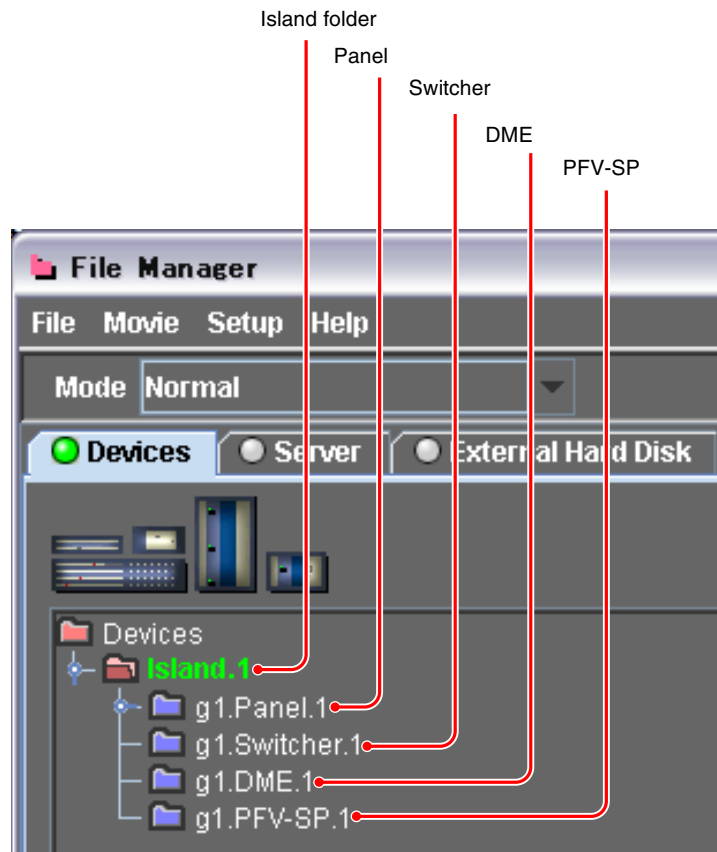 Island folder
Panel
Switcher
DME
PFV-SP
File Manager
File Movie Setup Help
Mode Normal
Devices Server External Hard Disk
Devices
Island.1
g1.Panel.1
g1.Switcher.1
g1.DME.1
g1.PFV-SP.1